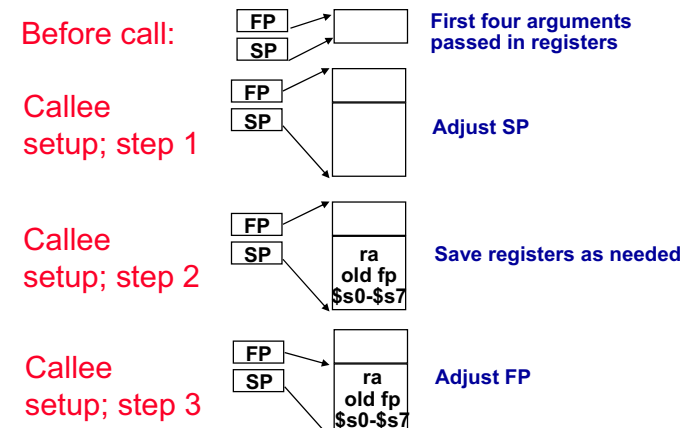 Before call:
FP
SP
First four arguments
passed in registers
Callee
setup; step 1
FP
SP
Adjust SP
Callee
setup; step 2
FP
SP
ra
old fp
$s0-$s7
Save registers as needed
Callee
setup; step 3
FP
SP
ra
old fp
$s0-$s7
Adjust FP